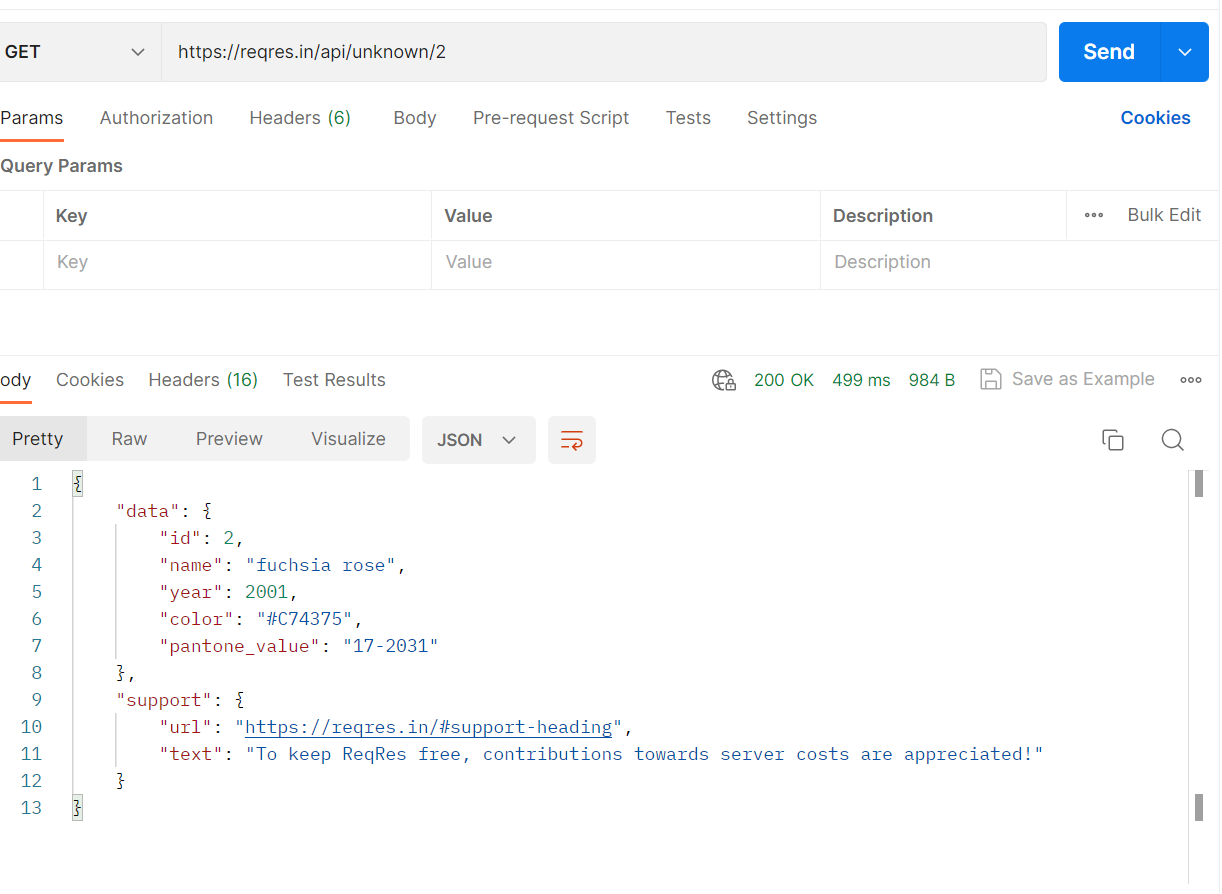 GET https://reqres.in/api/unknown/2 Send
Params Authorization Headers (6) Body Pre-request Script Tests Settings Cookies
Query Params
Key Value Description ••• Bulk Edit
Key Value Description
ody Cookies Headers (16) Test Results 200 OK 499 ms 984 B Save as Example •••
Pretty Raw Preview Visualize JSON
1 {
2 "data": {
3 "id": 2,
4 "name": "fuchsia rose",
5 "year": 2001,
6 "color": "#C74375",
7 "pantone_value": "17-2031"
8 },
9 "support": {
10 "url": "https://reqres.in/#support-heading",
11 "text": "To keep ReqRes free, contributions towards server costs are appreciated!"
12 }
13 }